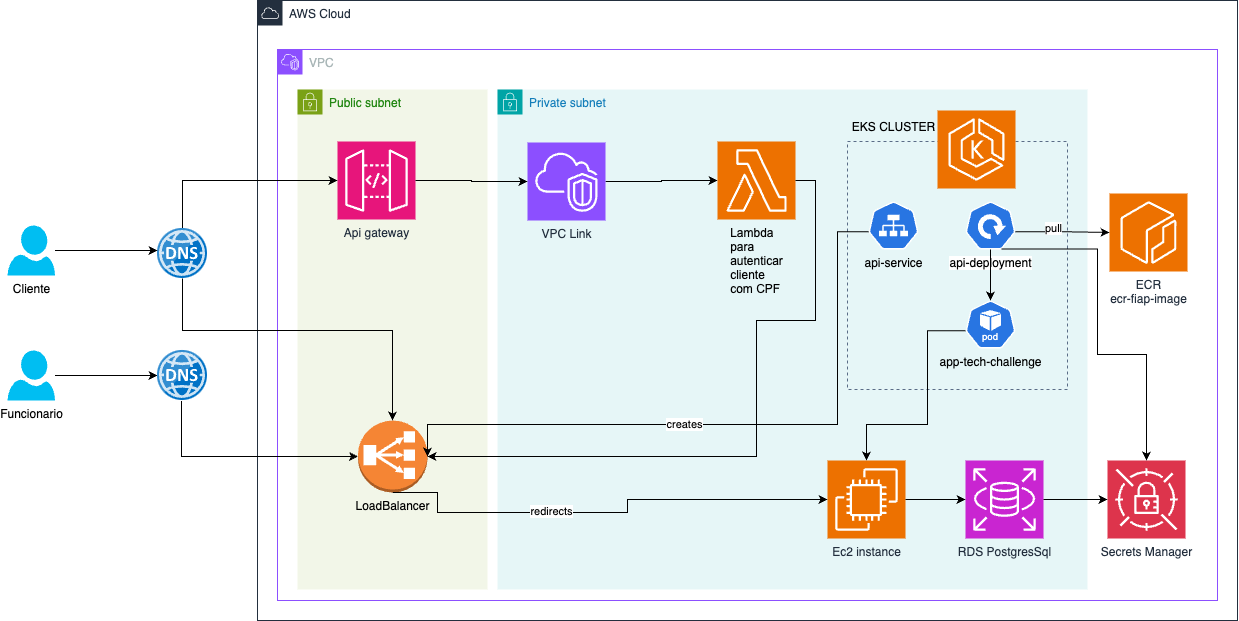 AWS Cloud
VPC
Public subnet
Private subnet
EKS CLUSTER
K
</>
Api gateway
VPC Link
Lambda
para
autenticar
cliente
com CPF
api-service
api-deployment
pull
ECR
ecr-fiap-image
DNS
Cliente
pod
app-tech-challenge
DNS
Funcionario
creates
LoadBalancer
redirects
Ec2 instance
RDS PostgresSql
Secrets Manager